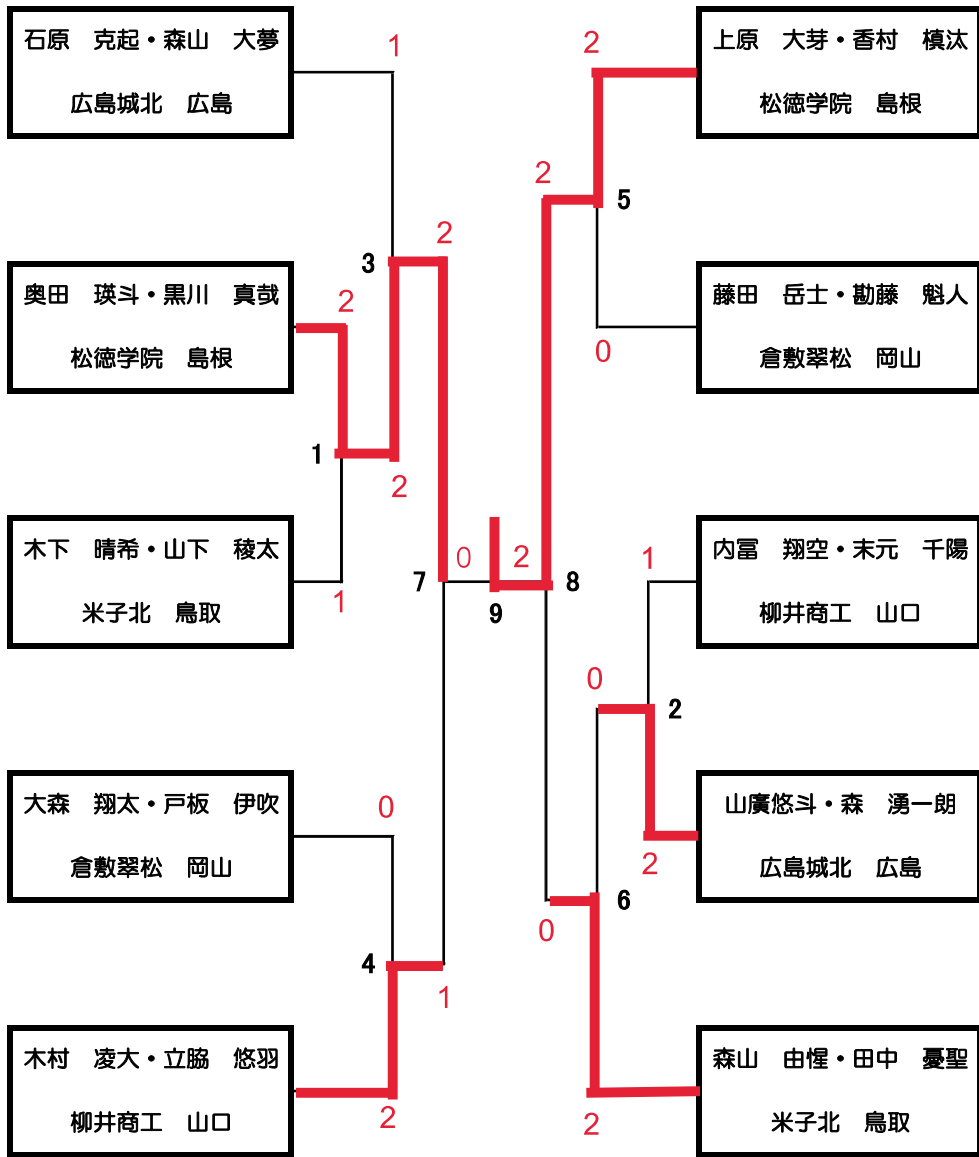 石原　克起・森山　大夢
広島城北　広島
1
3
2
奥田　瑛斗・黒川　真哉
松徳学院　島根
2
1
2
木下　晴希・山下　稜太
米子北　鳥取
1
7
0
大森　翔太・戸板　伊吹
倉敷翠松　岡山
0
4
1
木村　凌大・立脇　悠羽
柳井商工　山口
2
9
2
8
上原　大芽・香村　槙汰
松徳学院　島根
2
2
5
藤田　岳士・勘藤　魁人
倉敷翠松　岡山
0
内冨　翔空・末元　千陽
柳井商工　山口
1
0
2
山廣悠斗・森　湧一朗
広島城北　広島
2
6
0
森山　由惺・田中　憂聖
米子北　鳥取
2